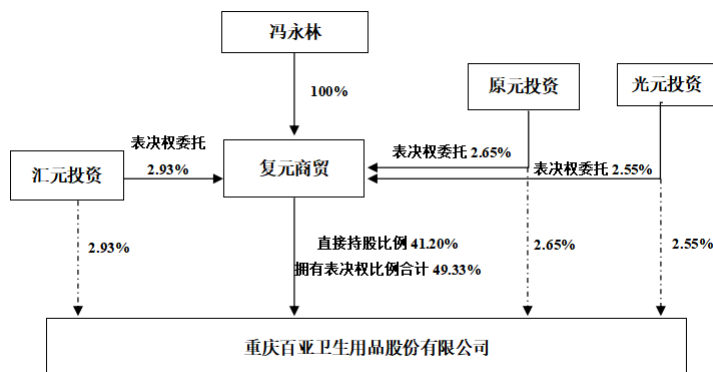 冯永林
100%
原元投资
光元投资
表决权委托
2.93%
汇元投资
复元商贸
表决权委托 2.65%
表决权委托 2.55%
2.93%
直接持股比例 41.20%
拥有表决权比例合计 49.33%
2.65%
2.55%
重庆百亚卫生用品股份有限公司